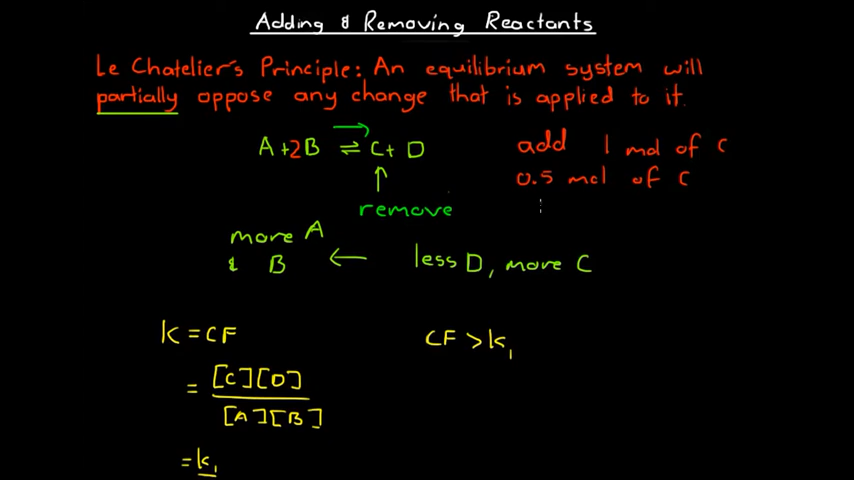 Adding & Removing Reactants
Le Chatelier's Principle: An equilibrium system will
partially oppose any change that is applied to it.
A+2B ⇌ C+ D
add 1 mol of C
0.5 mol of C
remove
more A
& B ← less D, more C
K = CF
CF > K₁
= [C][D] / [A][B]
= K₁